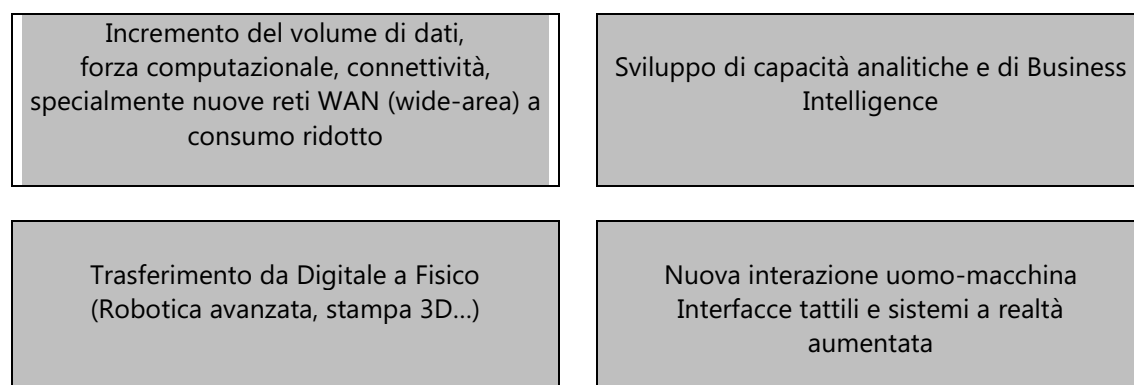 Incremento del volume di dati,
forza computazionale, connettività,
specialmente nuove reti WAN (wide-area) a
consumo ridotto
Sviluppo di capacità analitiche e di Business
Intelligence
Trasferimento da Digitale a Fisico
(Robotica avanzata, stampa 3D...)
Nuova interazione uomo-macchina
Interfacce tattili e sistemi a realtà
aumentata